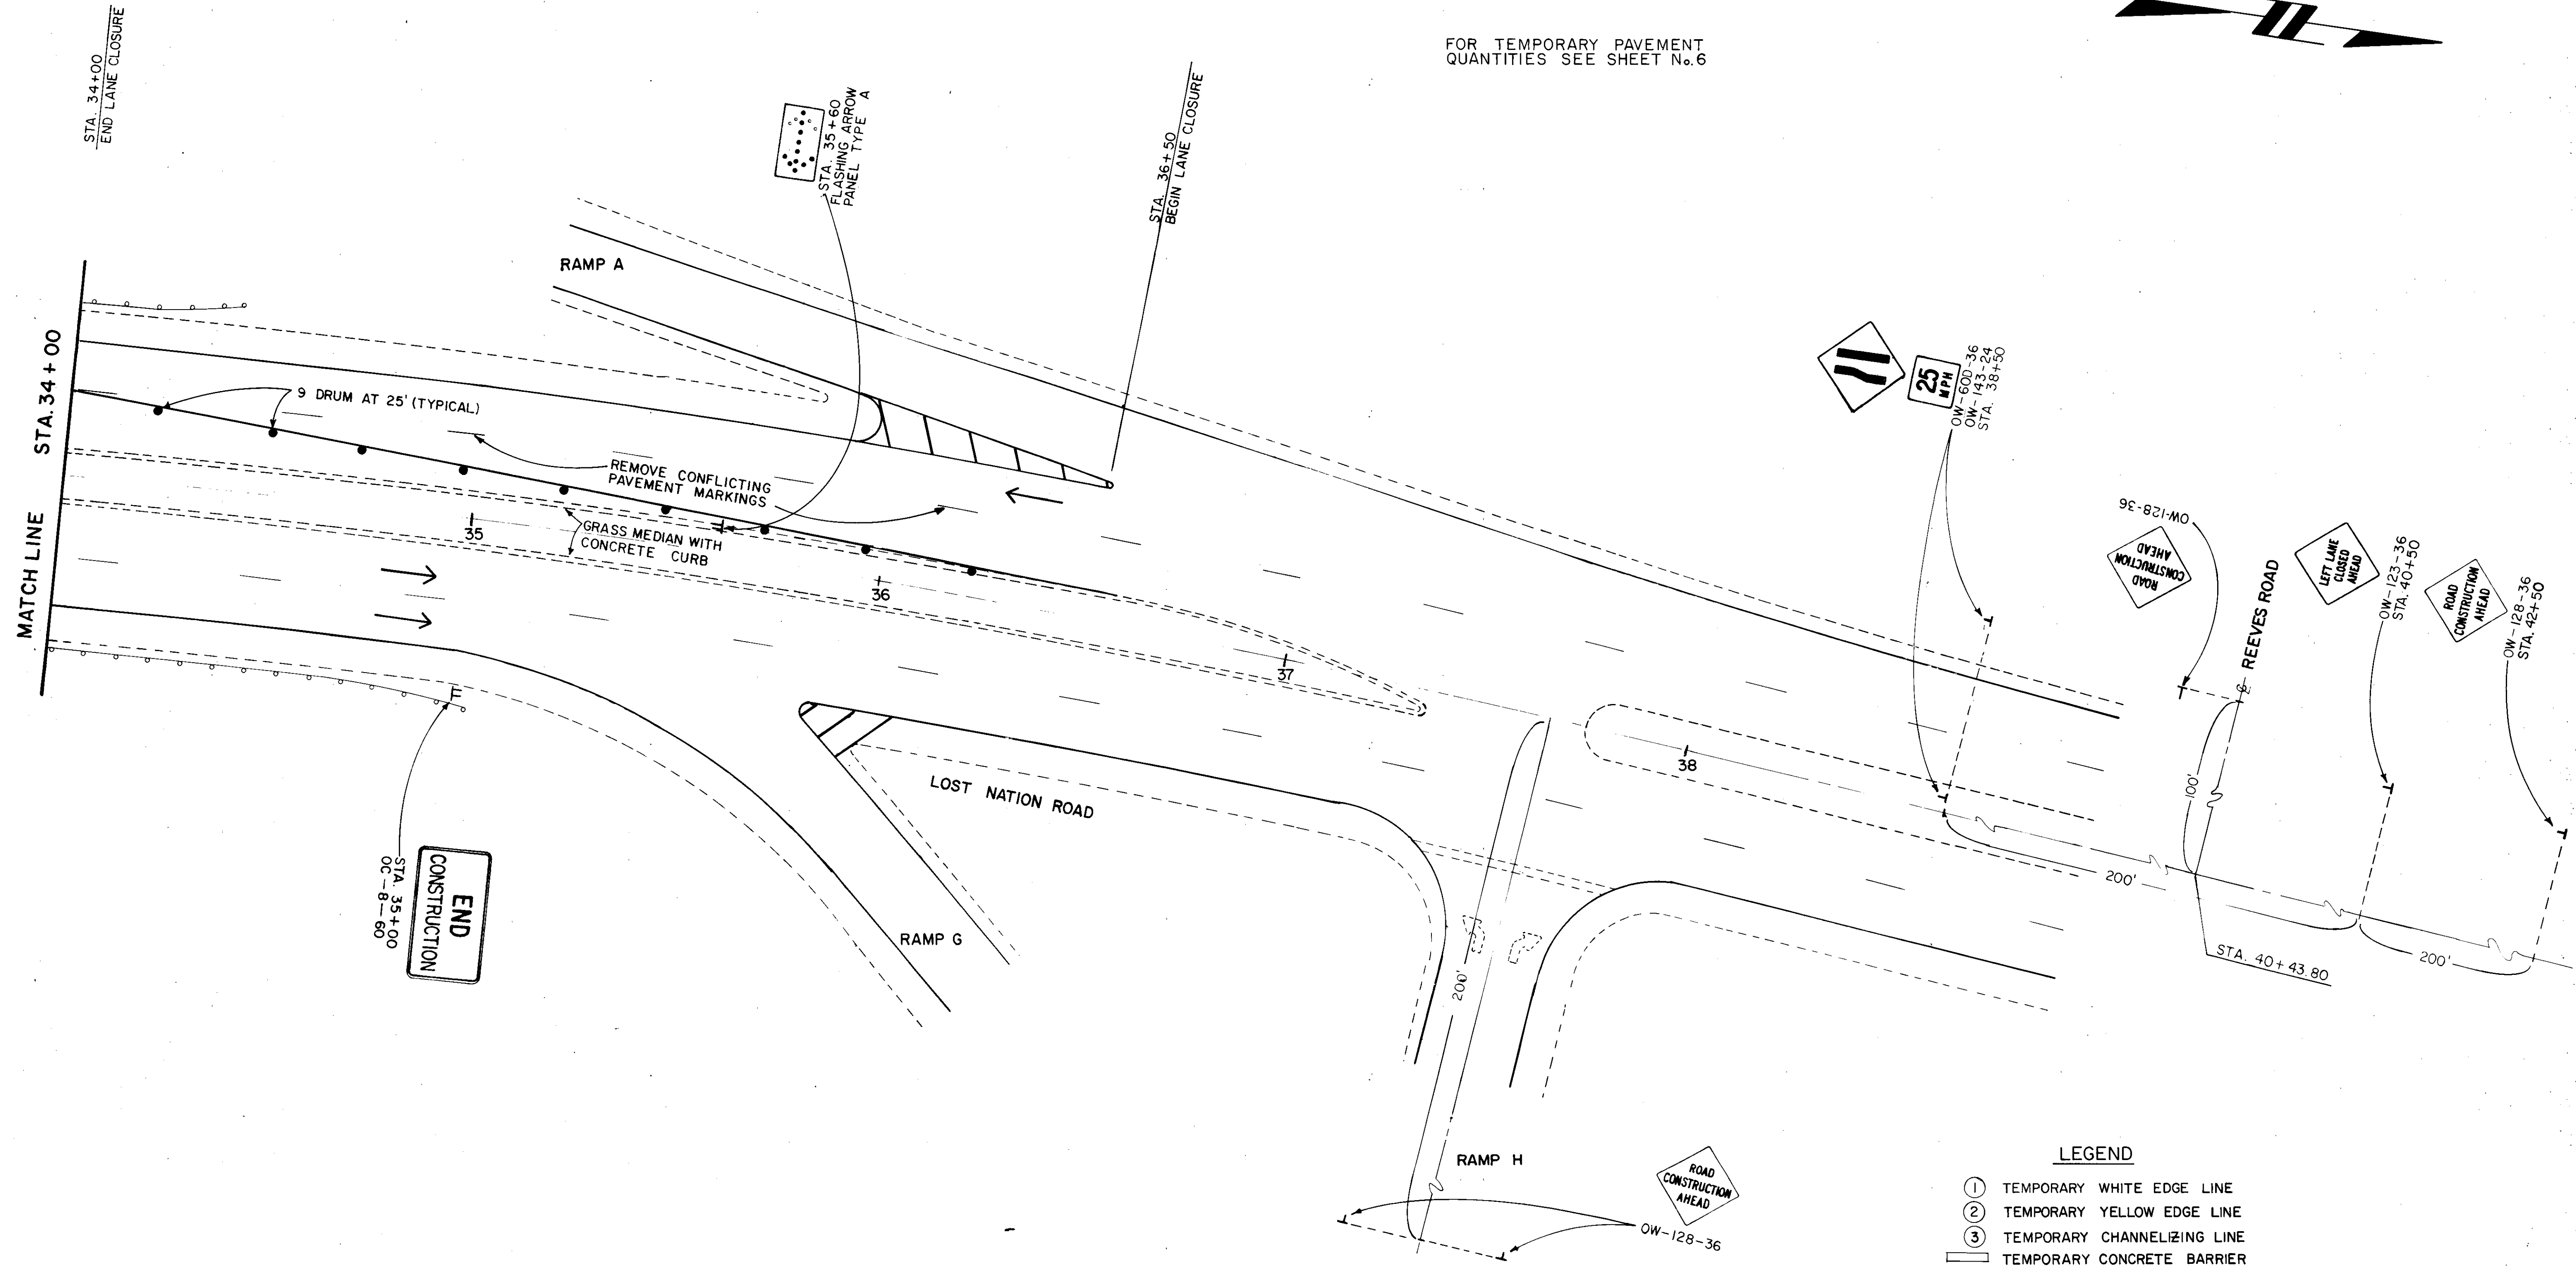 FOR TEMPORARY PAVEMENT
QUANTITIES SEE SHEET No. 6
STA. 34+00
END LANE CLOSURE
STA. 35+60
FLASHING ARROW
PANEL TYPE A
STA. 36+50
BEGIN LANE CLOSURE
RAMP A
MATCH LINE STA. 34+00
9 DRUM AT 25' (TYPICAL)
REMOVE CONFLICTING
PAVEMENT MARKINGS
GRASS MEDIAN WITH
CONCRETE CURB
35
36
37
38
25
MPH
OW-60D-36
OW-143-24
STA. 38+50
OW-128-36
ROAD
CONSTRUCTION
AHEAD
REEVES ROAD
LEFT LANE
CLOSED
AHEAD
OW-123-36
STA. 40+50
ROAD
CONSTRUCTION
AHEAD
OW-128-36
STA. 42+50
100'
200'
200'
STA. 40+43.80
LOST NATION ROAD
STA. 35+00
OC-8-60
END
CONSTRUCTION
RAMP G
200'
RAMP H
ROAD
CONSTRUCTION
AHEAD
OW-128-36
LEGEND
1 TEMPORARY WHITE EDGE LINE
2 TEMPORARY YELLOW EDGE LINE
3 TEMPORARY CHANNELIZING LINE
TEMPORARY CONCRETE BARRIER